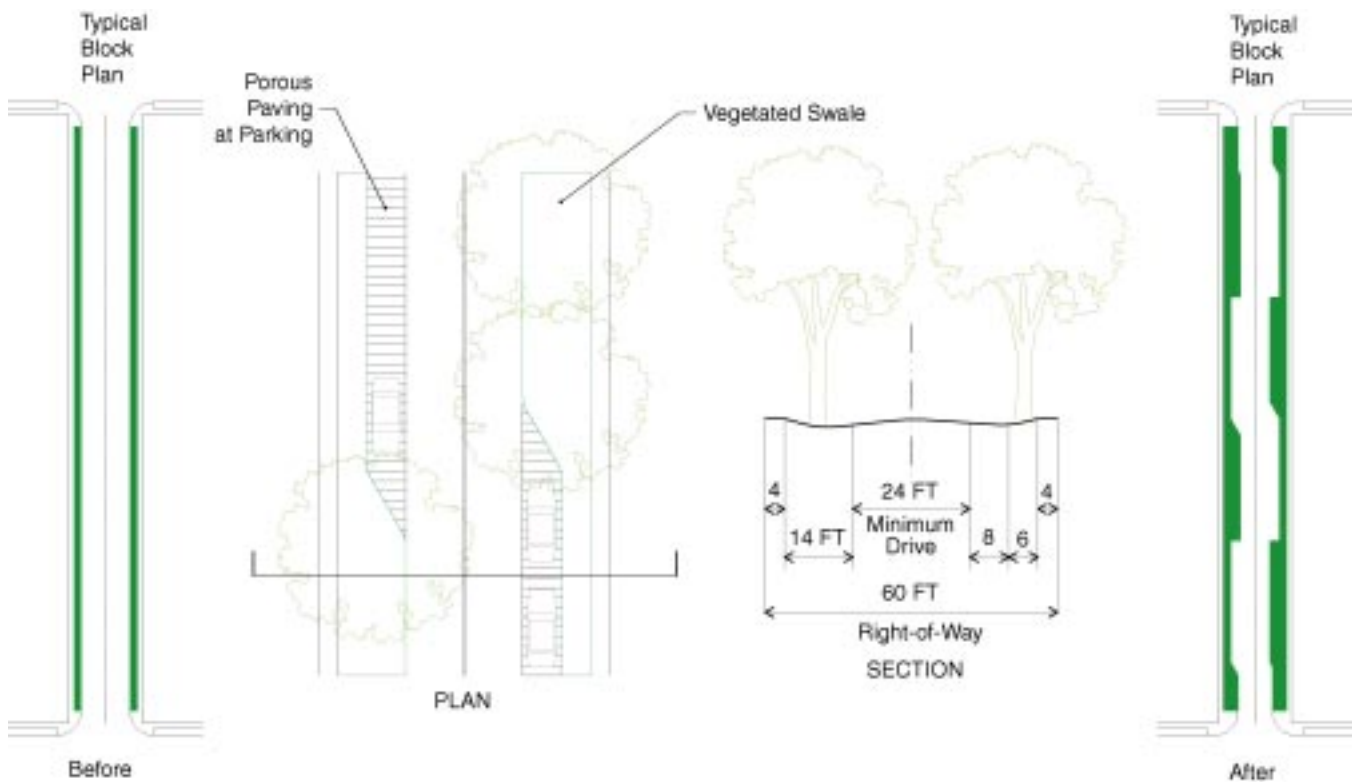 Typical
Block
Plan
Before
Porous
Paving
at Parking
Vegetated Swale
PLAN
4
24 FT
4
Minimum
Drive
14 FT
8
6
60 FT
Right-of-Way
SECTION
Typical
Block
Plan
After